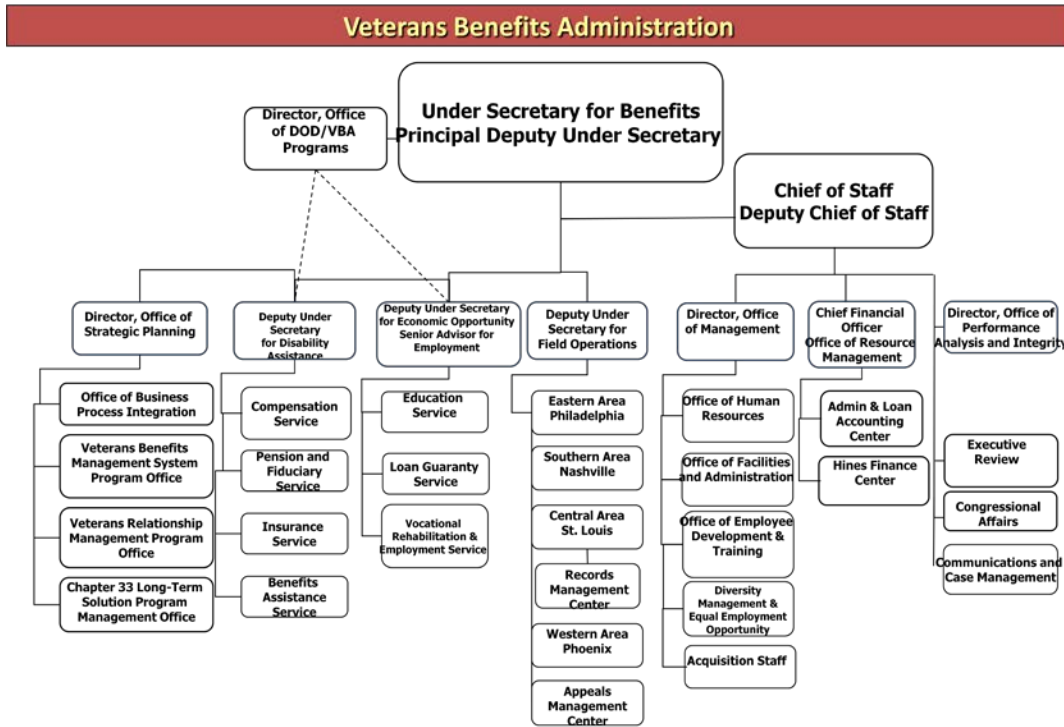 Veterans Benefits Administration
Under Secretary for Benefits
Principal Deputy Under Secretary
Director, Office
of DOD/VBA
Programs
Chief of Staff
Deputy Chief of Staff
Director, Office of
Strategic Planning
Deputy Under
Secretary
for Disability
Assistance
Deputy Under Secretary
for Economic Opportunity
Senior Advisor for
Employment
Deputy Under
Secretary for
Field Operations
Director, Office
of Management
Chief Financial
Officer
Office of Resource
Management
Director, Office of
Performance
Analysis and Integrity
Office of Business
Process Integration
Veterans Benefits
Management System
Program Office
Veterans Relationship
Management Program
Office
Chapter 33 Long-Term
Solution Program
Management Office
Compensation
Service
Pension and
Fiduciary
Service
Insurance
Service
Benefits
Assistance
Service
Education
Service
Loan Guaranty
Service
Vocational
Rehabilitation &
Employment Service
Eastern Area
Philadelphia
Southern Area
Nashville
Central Area
St. Louis
Records
Management
Center
Western Area
Phoenix
Appeals
Management
Center
Office of Human
Resources
Office of Facilities
and Administration
Office of Employee
Development &
Training
Diversity
Management &
Equal Employment
Opportunity
Acquisition Staff
Admin & Loan
Accounting
Center
Hines Finance
Center
Executive
Review
Congressional
Affairs
Communications and
Case Management